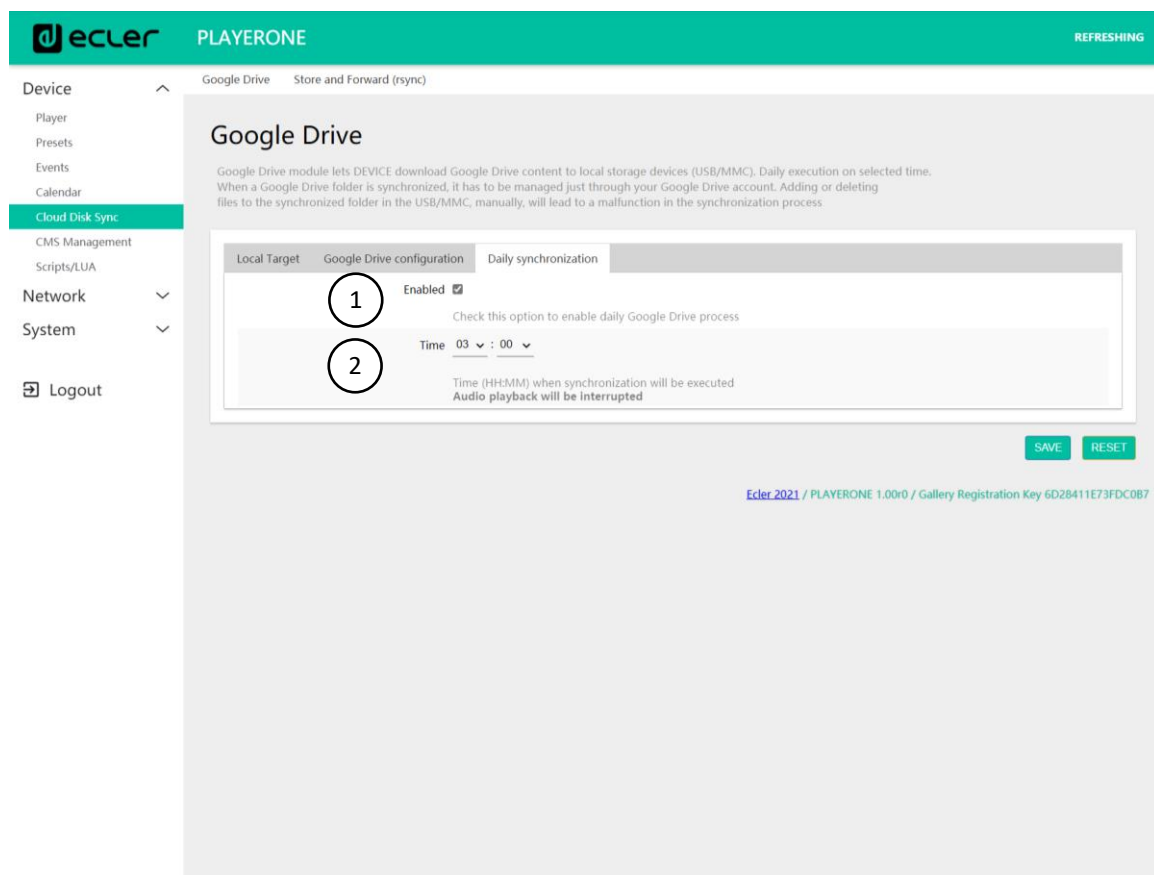 ecler
PLAYERONE
REFRESHING
Device
Player
Presets
Events
Calendar
Cloud Disk Sync
CMS Management
Scripts/LUA
Network
System
Logout
Google Drive Store and Forward (rsync)
Google Drive
Google Drive module lets DEVICE download Google Drive content to local storage devices (USB/MMC). Daily execution on selected time.
When a Google Drive folder is synchronized, it has to be managed just through your Google Drive account. Adding or deleting
files to the synchronized folder in the USB/MMC, manually, will lead to a malfunction in the synchronization process
Local Target Google Drive configuration Daily synchronization
1 Enabled
Check this option to enable daily Google Drive process
2 Time 03 : 00
Time (HH:MM) when synchronization will be executed
Audio playback will be interrupted
SAVE RESET
Ecler 2021 / PLAYERONE 1.00r0 / Gallery Registration Key 6D28411E73FDC0B7